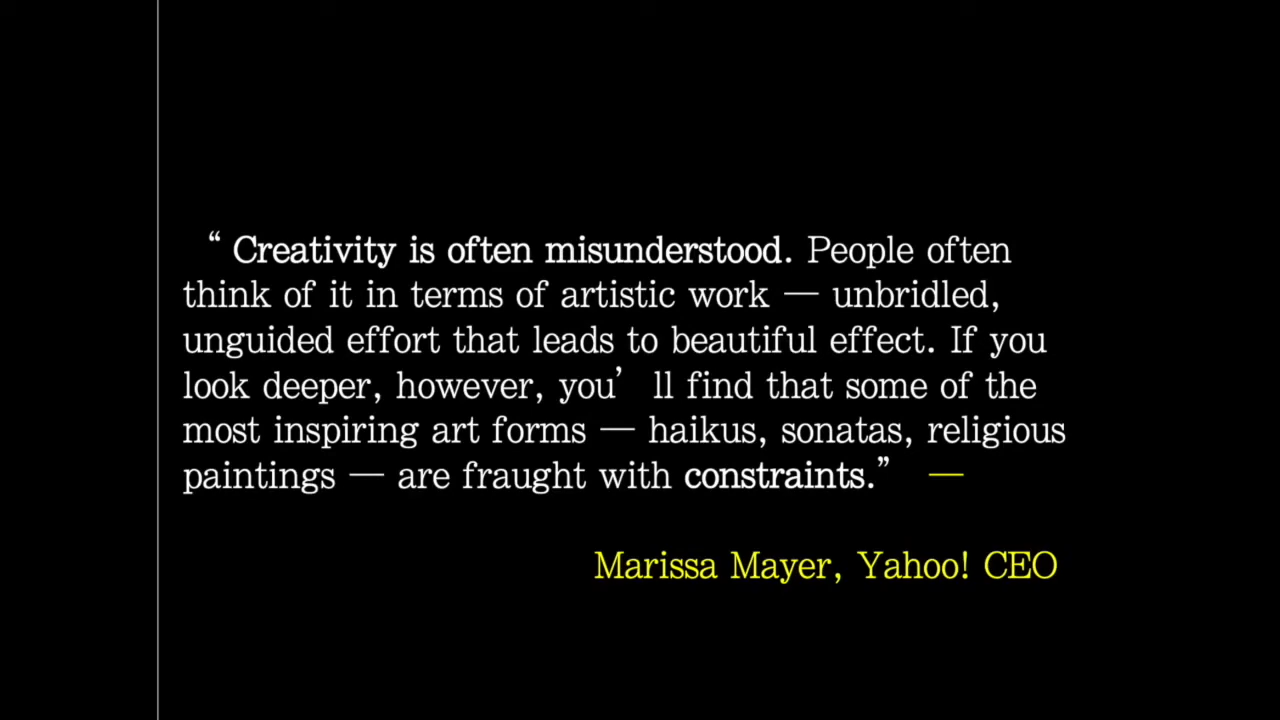 “ Creativity is often misunderstood. People often
think of it in terms of artistic work — unbridled,
unguided effort that leads to beautiful effect. If you
look deeper, however, you’ ll find that some of the
most inspiring art forms — haikus, sonatas, religious
paintings — are fraught with constraints.” —
Marissa Mayer, Yahoo! CEO